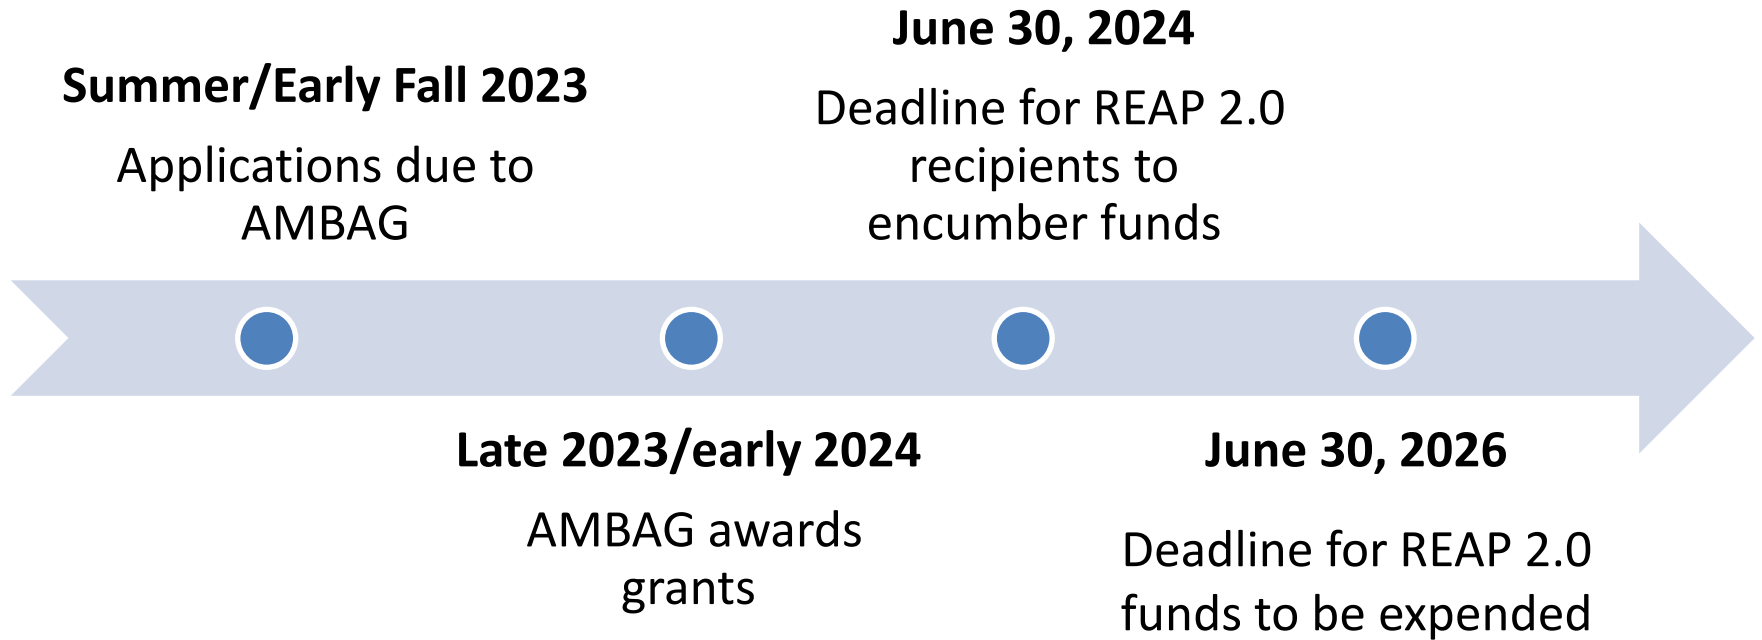 Summer/Early Fall 2023
Applications due to
AMBAG
Late 2023/early 2024
AMBAG awards
grants
June 30, 2024
Deadline for REAP 2.0
recipients to
encumber funds
June 30, 2026
Deadline for REAP 2.0
funds to be expended